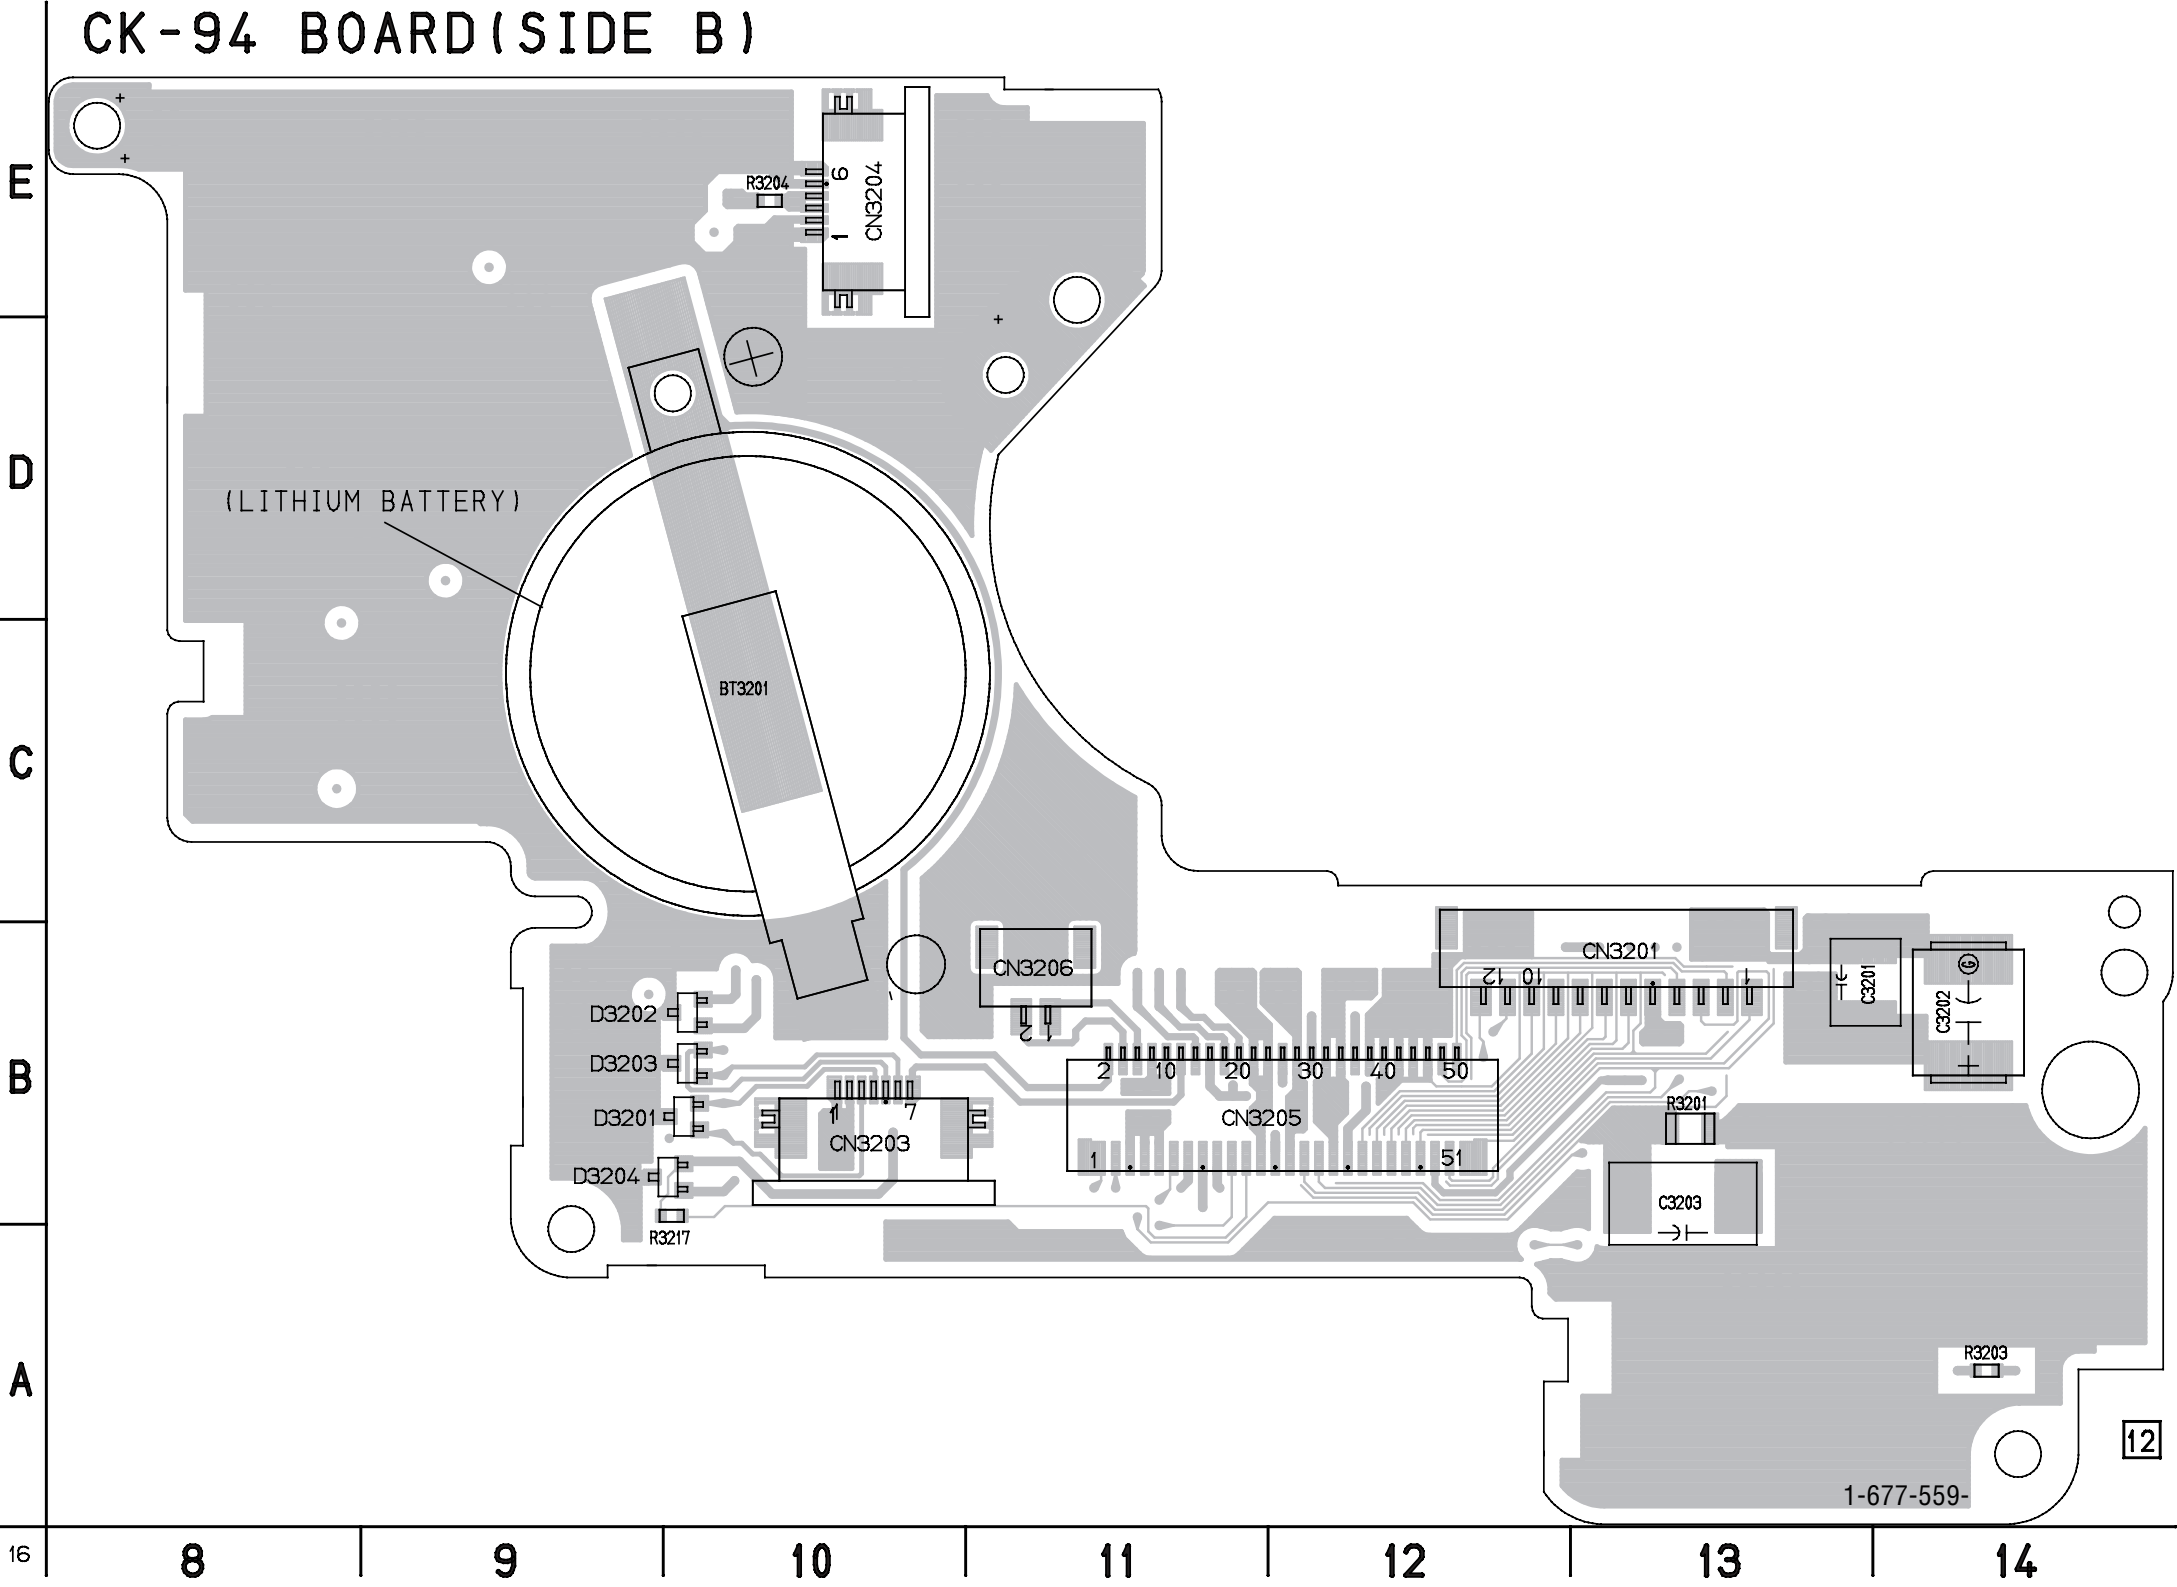 CK-94 BOARD(SIDE B)
E
R3204
6
1
CN3204
D
(LITHIUM BATTERY)
BT3201
C
CN3206
2 1
CN3201
12 10 1
C3201
C3202
G
D3202
D3203
D3201
D3204
B
1 7
CN3203
2 10 20 30 40 50
CN3205
1 51
R3201
C3203
R3217
A
R3203
12
1-677-559-
16
8 9 10 11 12 13 14